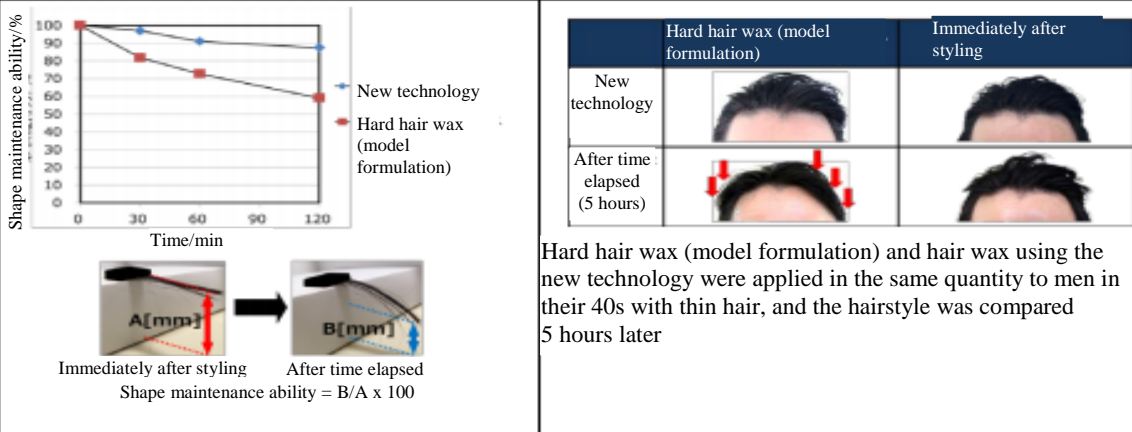 Shape maintenance ability/%
100
90
80
70
60
50
40
30
20
10
0
0 30 60 90 120
Time/min
New technology
Hard hair wax
(model
formulation)
A[mm]
B[mm]
Immediately after styling
After time elapsed
Shape maintenance ability = B/A x 100
Hard hair wax (model
formulation)
Immediately after
styling
New
technology
After time
elapsed
(5 hours)
Hard hair wax (model formulation) and hair wax using the
new technology were applied in the same quantity to men in
their 40s with thin hair, and the hairstyle was compared
5 hours later